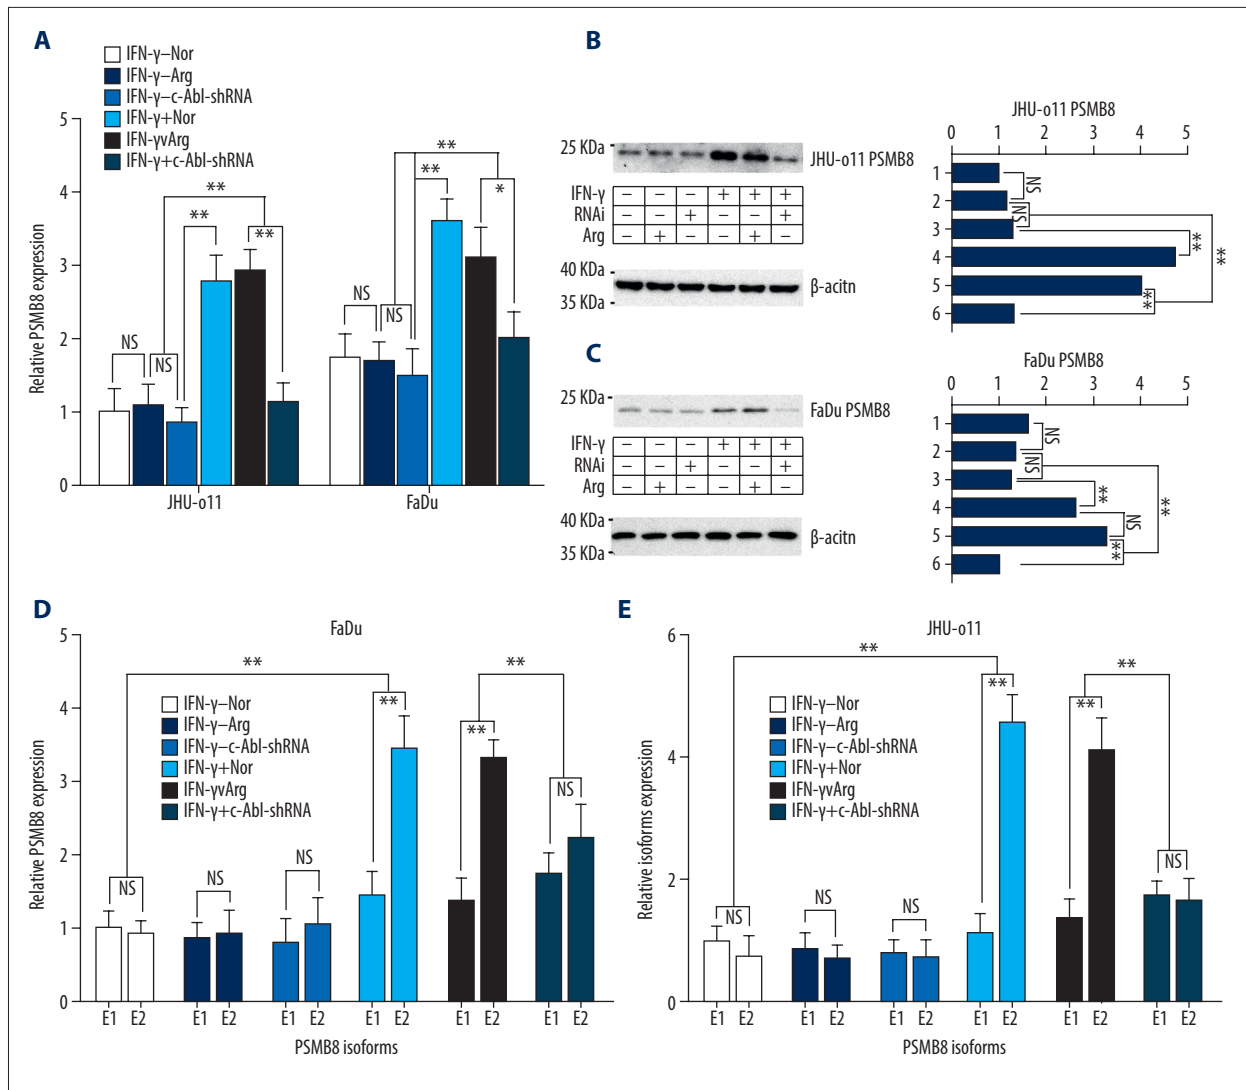 A
IFN-γ–Nor
IFN-γ–Arg
IFN-γ–c-Abl-shRNA
IFN-γ+Nor
IFN-γvArg
IFN-γ+c-Abl-shRNA
Relative PSMB8 expression
5
4
3
2
1
0
NS
NS
**
**
**
NS
NS
**
**
*
JHU-o11
FaDu
B
25 KDa
JHU-o11 PSMB8
IFN-γ – – – + + +
RNAi – – + – – +
Arg – + – – + –
40 KDa
35 KDa
β-acitn
JHU-o11 PSMB8
0 1 2 3 4 5
1
2
3
4
5
6
NS
NS
**
**
**
C
25 KDa
FaDu PSMB8
IFN-γ – – – + + +
RNAi – – + – – +
Arg – + – – + –
40 KDa
35 KDa
β-acitn
FaDu PSMB8
0 1 2 3 4 5
1
2
3
4
5
6
NS
NS
**
NS
**
**
D
FaDu
Relative PSMB8 expression
5
4
3
2
1
0
IFN-γ–Nor
IFN-γ–Arg
IFN-γ–c-Abl-shRNA
IFN-γ+Nor
IFN-γvArg
IFN-γ+c-Abl-shRNA
**
**
**
**
NS
NS
NS
NS
E1 E2 E1 E2 E1 E2 E1 E2 E1 E2 E1 E2
PSMB8 isoforms
E
JHU-o11
Relative isoforms expression
6
4
2
0
IFN-γ–Nor
IFN-γ–Arg
IFN-γ–c-Abl-shRNA
IFN-γ+Nor
IFN-γvArg
IFN-γ+c-Abl-shRNA
**
**
**
**
NS
NS
NS
NS
E1 E2 E1 E2 E1 E2 E1 E2 E1 E2 E1 E2
PSMB8 isoforms